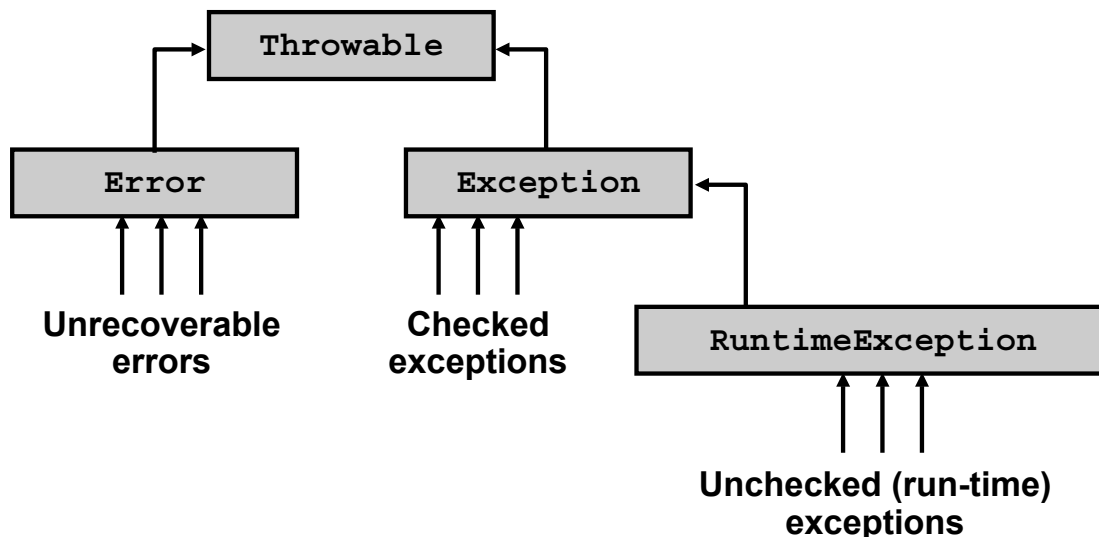 Throwable
Error
Exception
Unrecoverable
errors
Checked
exceptions
RuntimeException
Unchecked (run-time)
exceptions